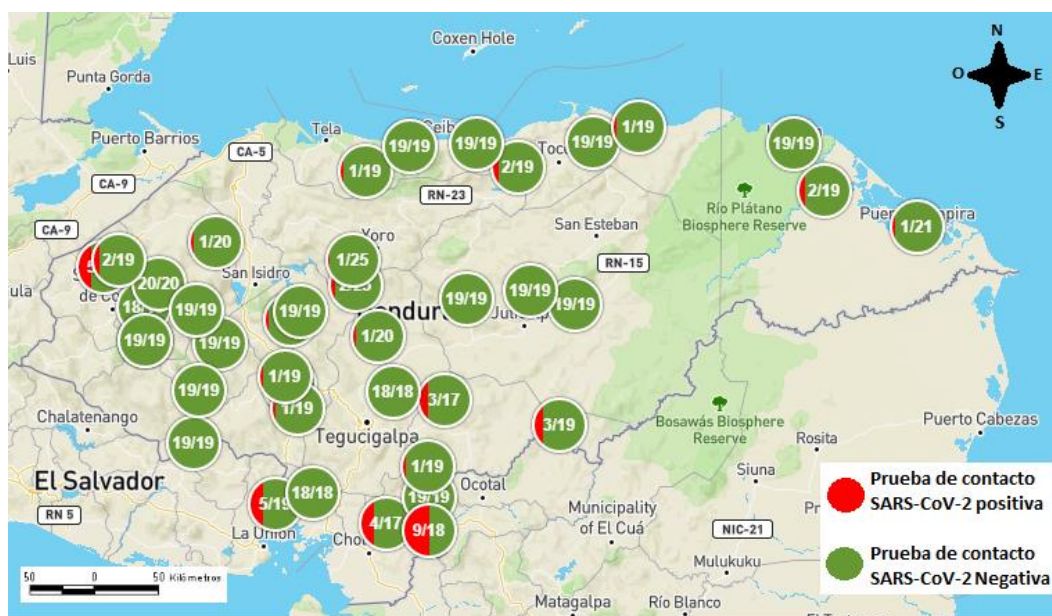 Luis
Coxen Hole
N
O
E
S
Punta Gorda
Puerto Barrios
Tela
CA-5
19/19
19/19
19/19
1/19
19/19
1/19
2/19
CA-9
RN-23
2/19
Río Plátano
Biosphere Reserve
San Esteban
1/21
CA-9
1/20
Yoro
2/19
1/25
RN-15
San Isidro
20/20
19/19
19/19
19/19
19/19
19/19
19/19
19/19
1/20
19/19
1/19
18/18
3/17
1/19
Chalatenango
Tegucigalpa
3/19
Bosawás Biosphere
Reserve
Puerto Cabezas
Rosita
19/19
1/19
El Salvador
19/19
Ocotal
Siuna
5/19
18/18
RN 5
La Unión
4/17
9/18
Municipality
of El Cuá
NIC-21
Mulukuku
Matagalpa
Río Blanco
Prueba de contacto
SARS-CoV-2 positiva
Prueba de contacto
SARS-CoV-2 Negativa
50 0 50 Kilómetros